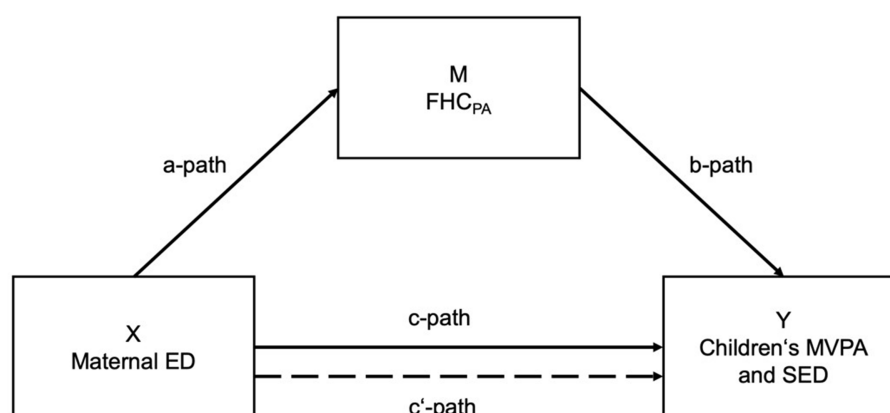 M
FHCPA
a-path
b-path
X
Maternal ED
c-path
c‘-path
Y
Children‘s MVPA
and SED